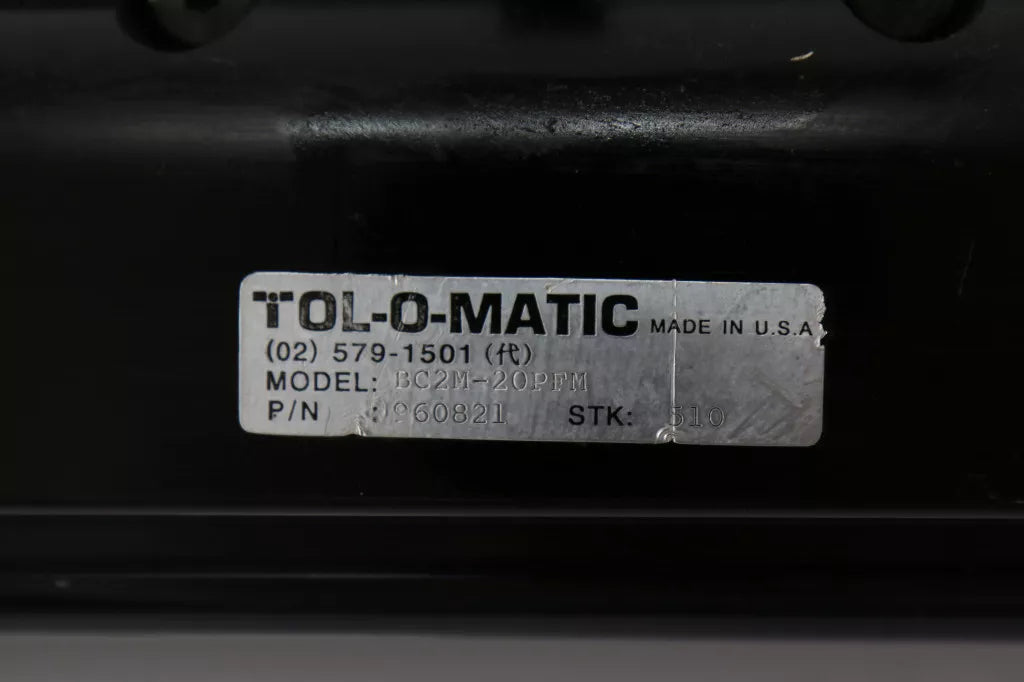 TOL-O-MATIC MADE IN U.S.A
(02) 579-1501 (代)
MODEL: BC2M-20PFM
P/N :0960821 STK: 510